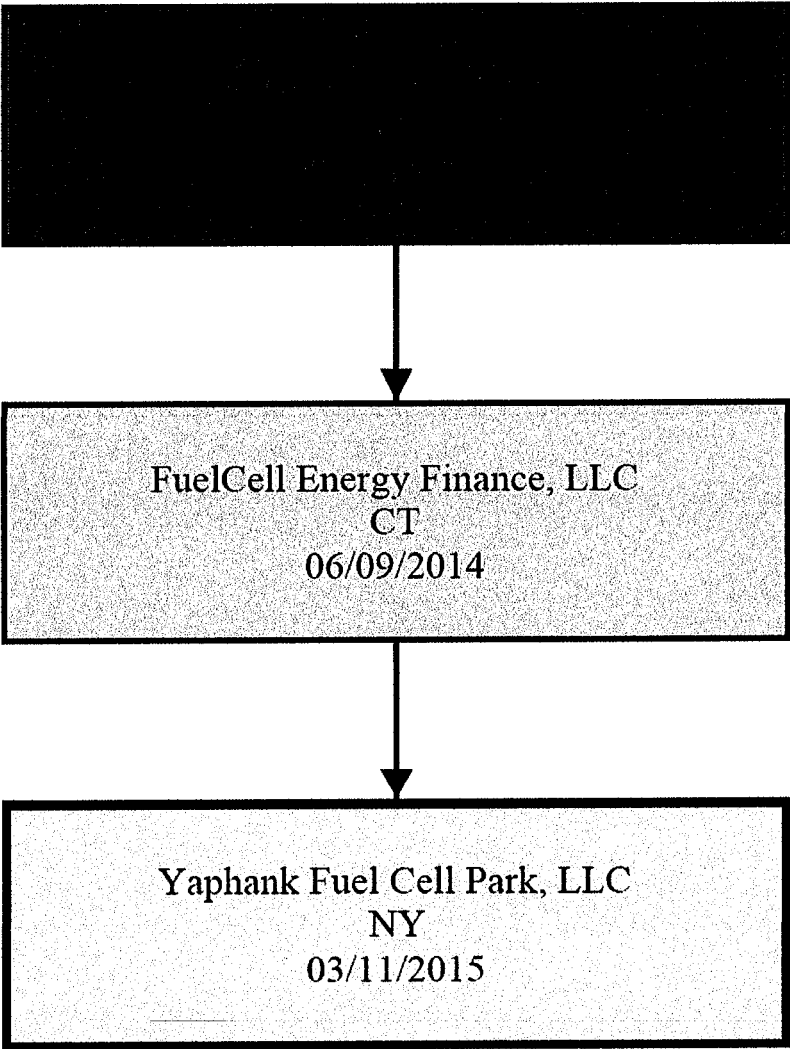 FuelCell Energy Finance, LLC
CT
06/09/2014
Yaphank Fuel Cell Park, LLC
NY
03/11/2015